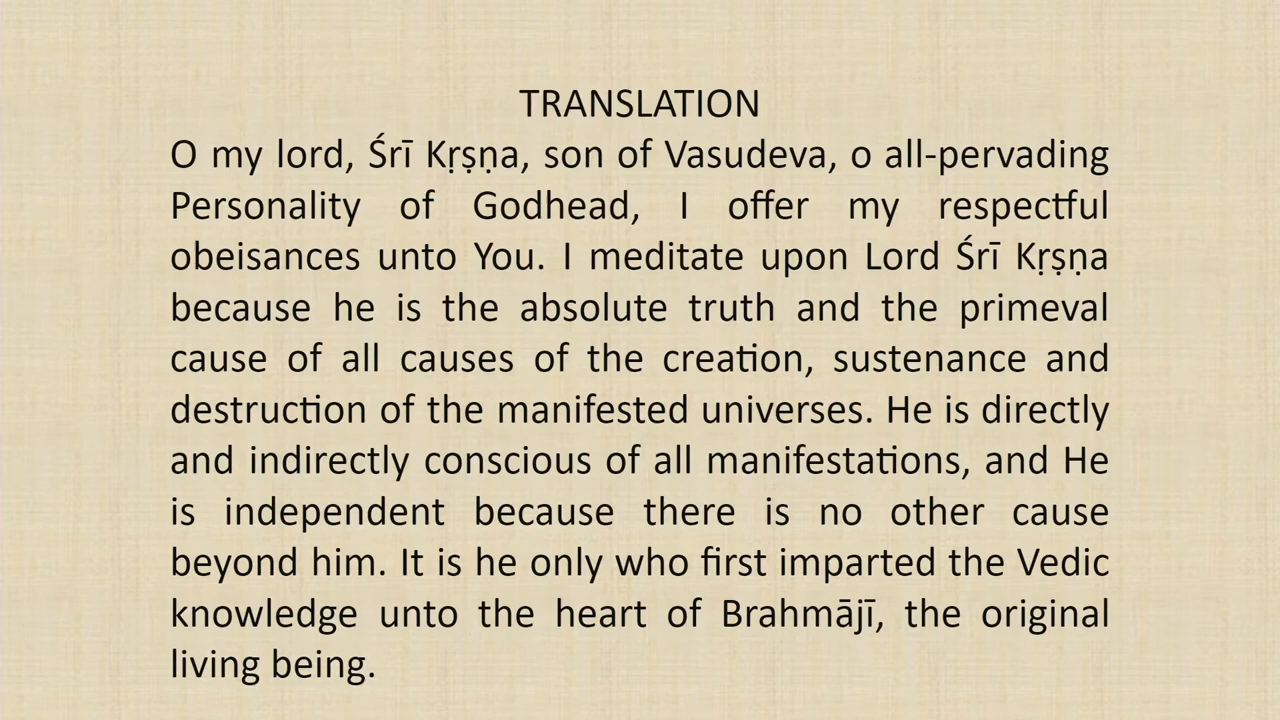 TRANSLATION
O my lord, Śrī Kṛṣṇa, son of Vasudeva, o all-pervading
Personality of Godhead, I offer my respectful
obeisances unto You. I meditate upon Lord Śrī Kṛṣṇa
because he is the absolute truth and the primeval
cause of all causes of the creation, sustenance and
destruction of the manifested universes. He is directly
and indirectly conscious of all manifestations, and He
is independent because there is no other cause
beyond him. It is he only who first imparted the Vedic
knowledge unto the heart of Brahmājī, the original
living being.